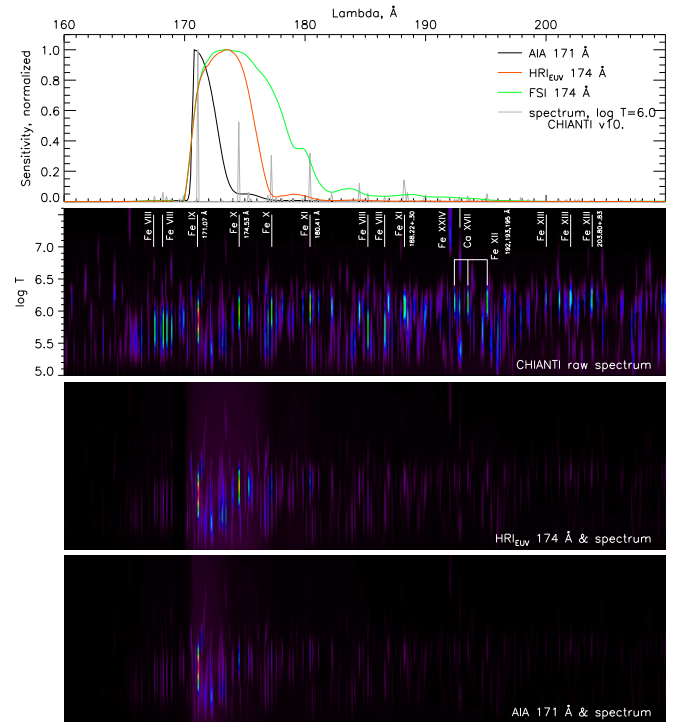 Lambda, Å
160 170 180 190 200
Sensitivity, normalized
1.0
0.8
0.6
0.4
0.2
0.0
AIA 171 Å
HRIEUV 174 Å
FSI 174 Å
spectrum, log T=6.0
CHIANTI v10.
log T
7.0
6.5
6.0
5.5
5.0
Fe VIII
Fe VIII
Fe IX
171.07 Å
Fe X
174.53 Å
Fe X
Fe XI
180.41 Å
Fe VIII
Fe XIII
Fe XI
188.22+.30
Fe XXIV
Ca XVII
Fe XII
192,193,195 Å
Fe XIII
Fe XIII
Fe XIII
203.80+.83
CHIANTI raw spectrum
HRIEUV 174 Å & spectrum
AIA 171 Å & spectrum